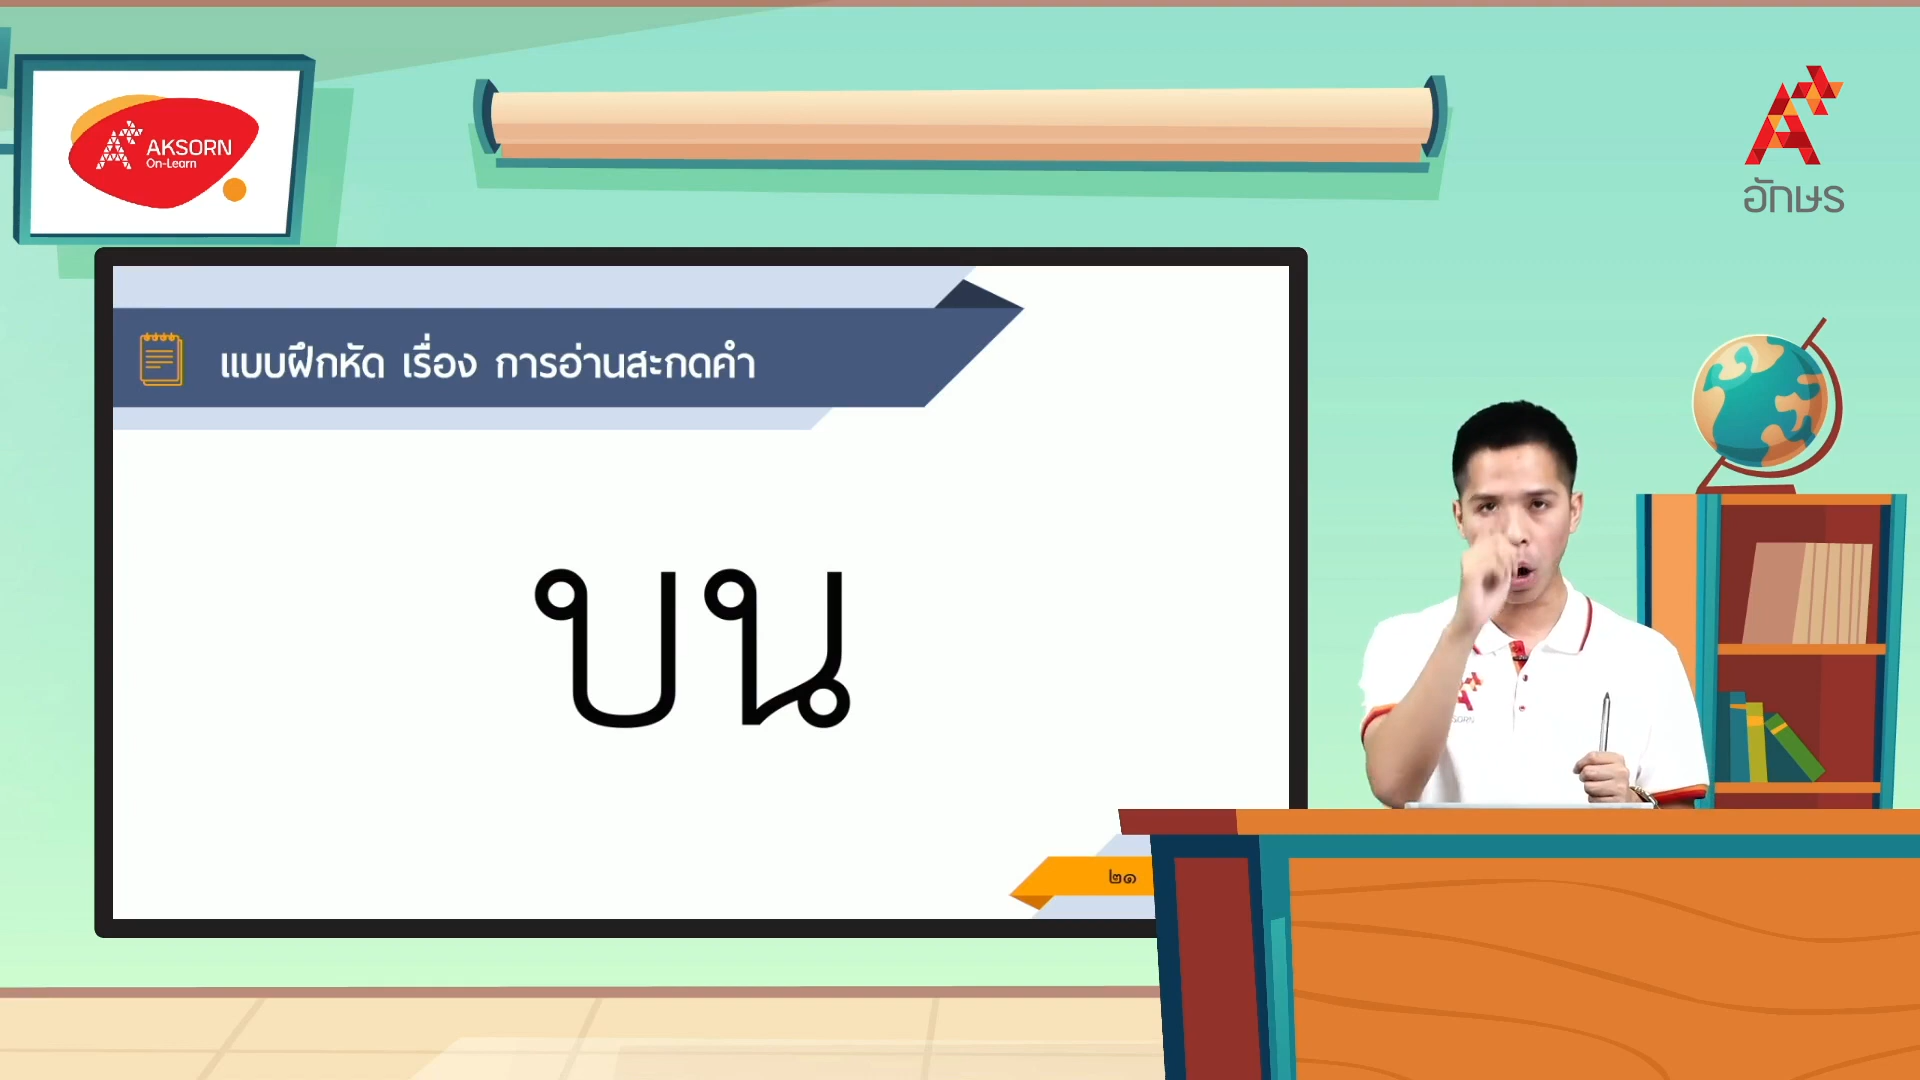 AKSORN
On-Learn
อักษร
แบบฝึกหัด เรื่อง การอ่านสะกดคำ
บน
๒๑